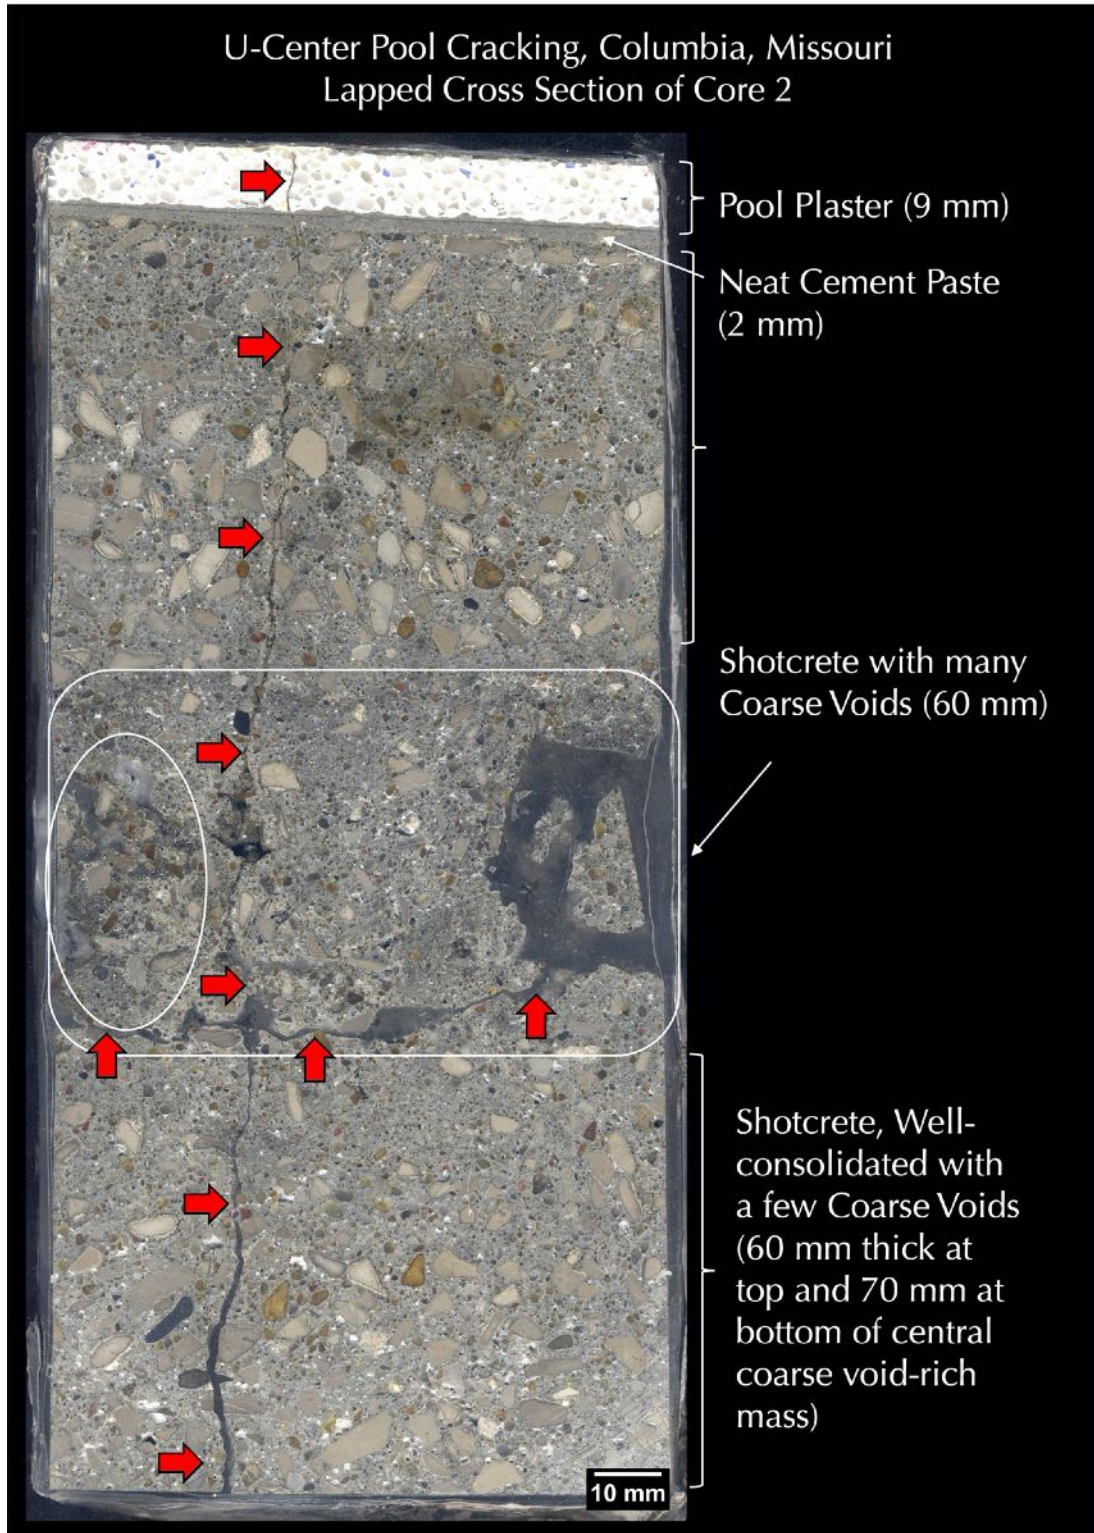 U-Center Pool Cracking, Columbia, Missouri
Lapped Cross Section of Core 2
Pool Plaster (9 mm)
Neat Cement Paste
(2 mm)
Shotcrete with many
Coarse Voids (60 mm)
Shotcrete, Well-
consolidated with
a few Coarse Voids
(60 mm thick at
top and 70 mm at
bottom of central
coarse void-rich
mass)
10 mm